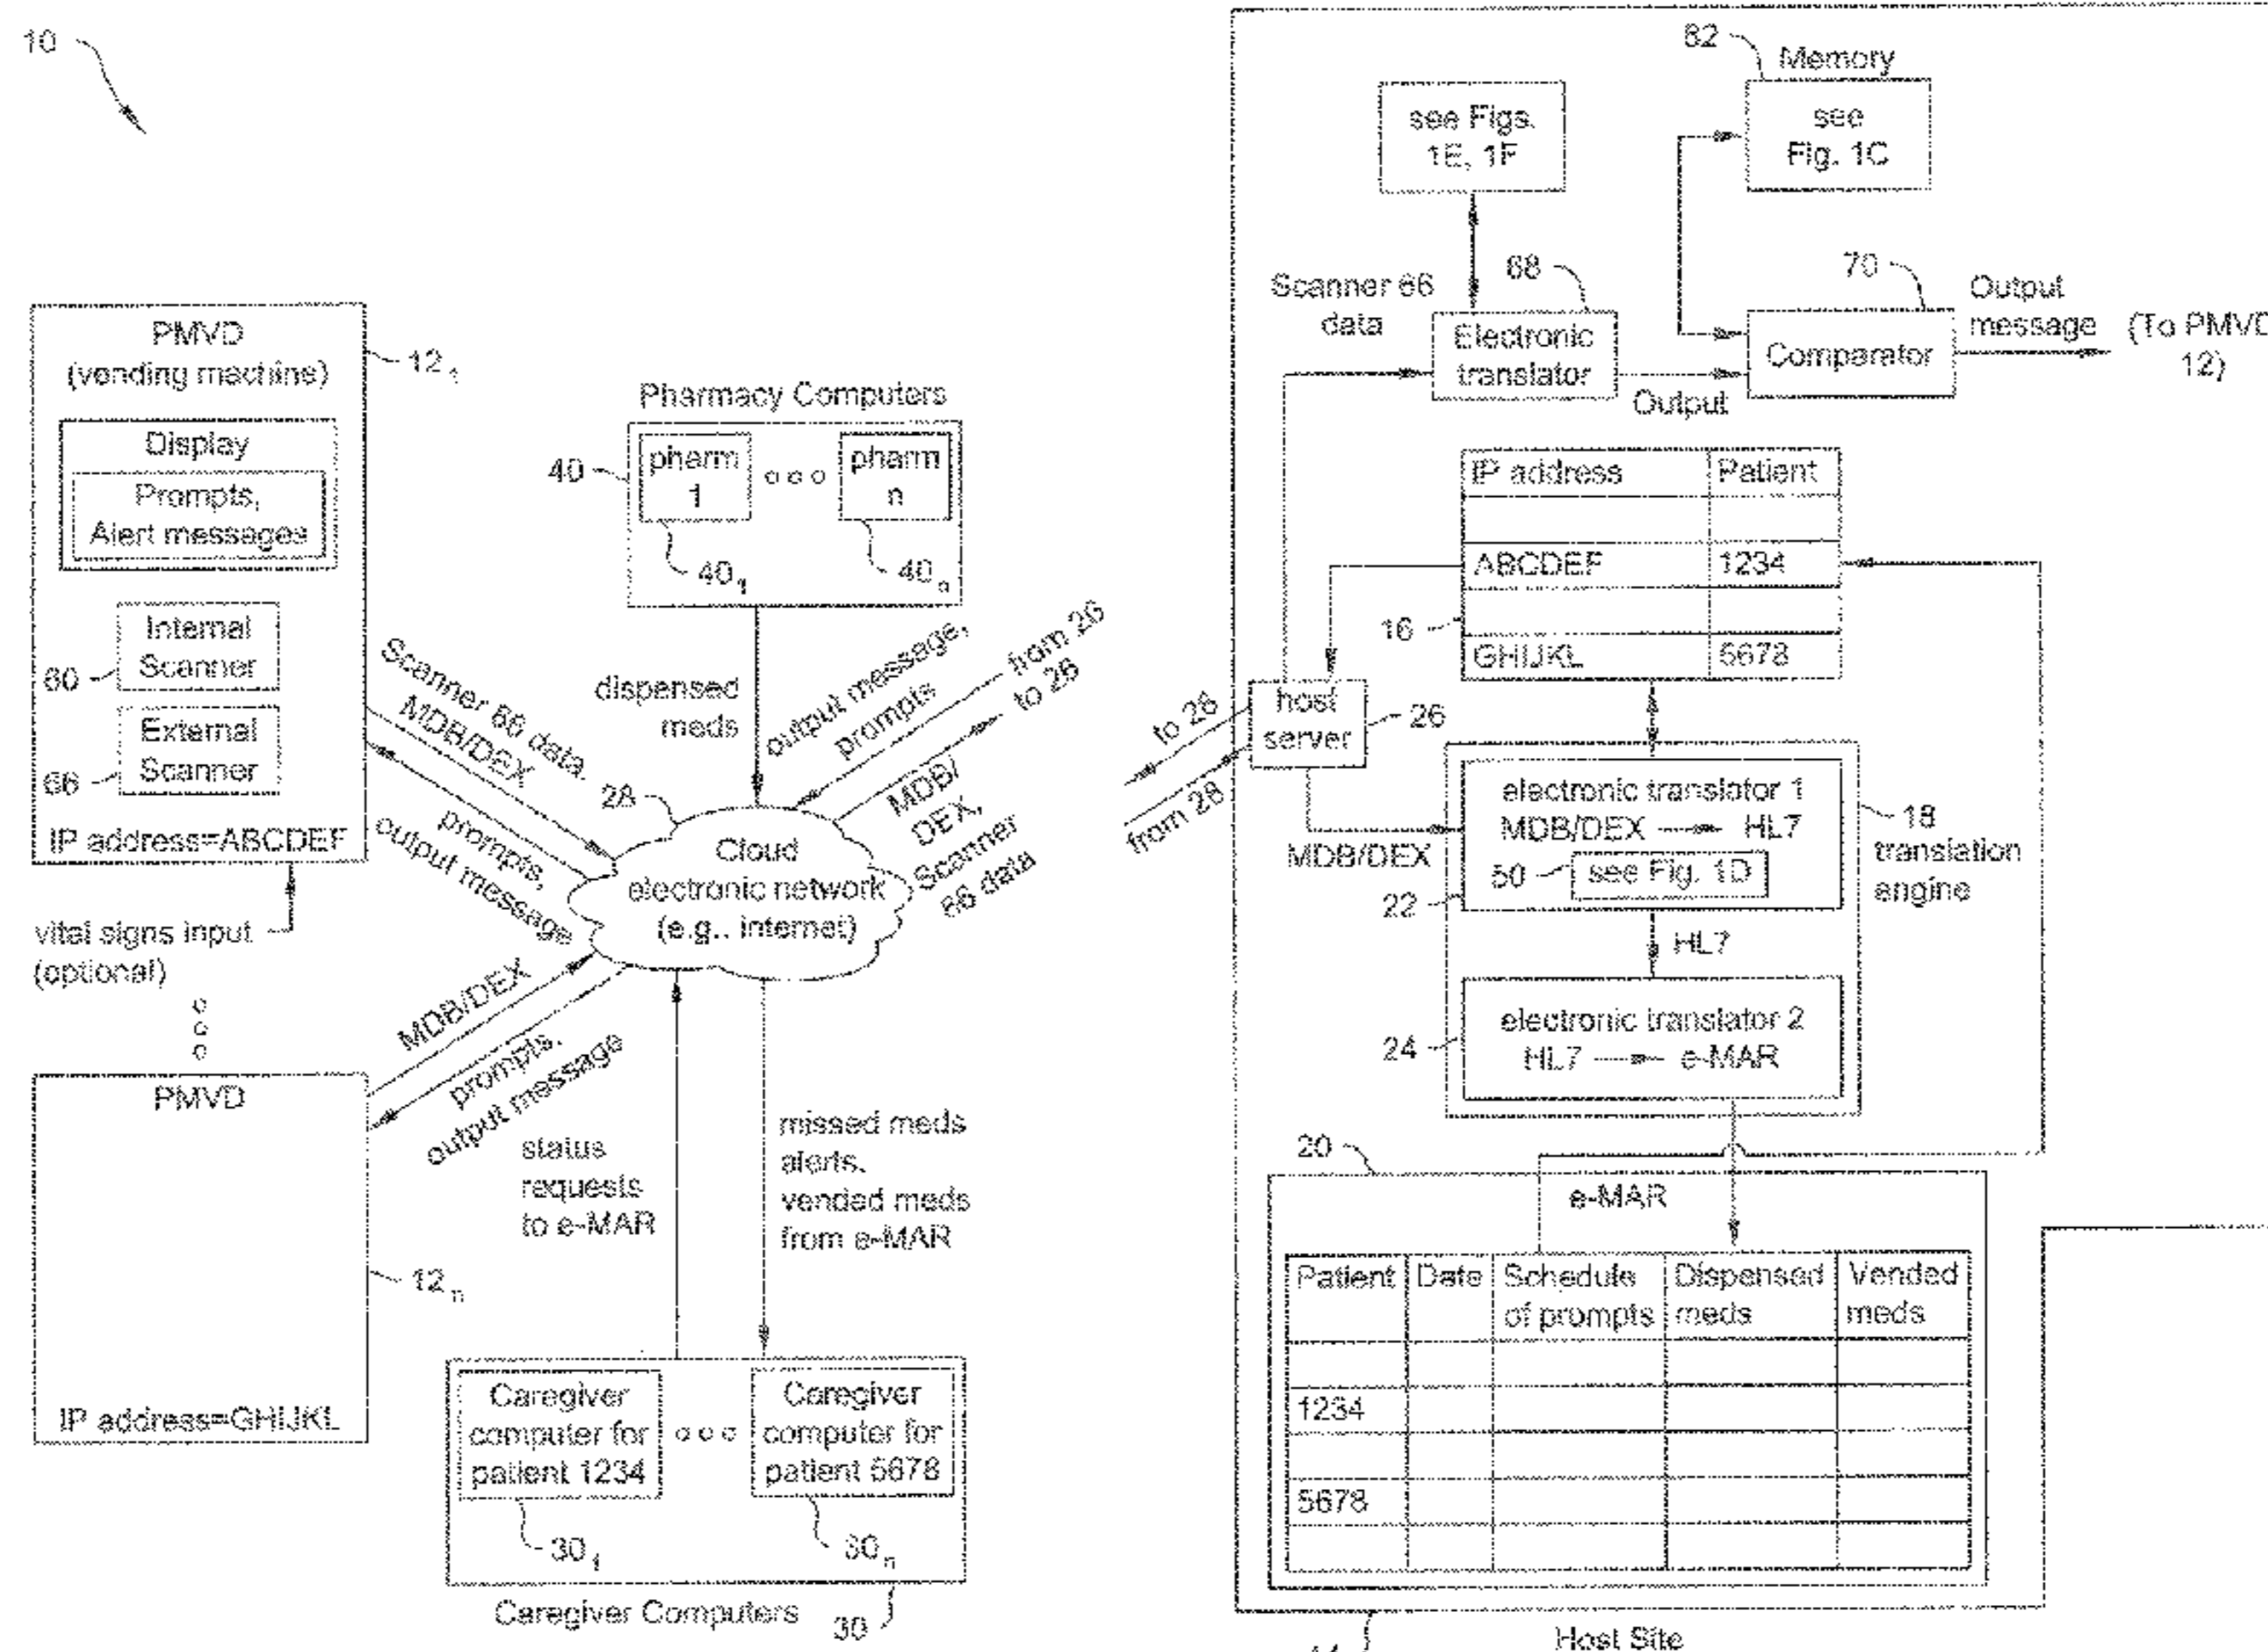 10
PMVD
(vending machine)
12₁
Display
Prompts,
Alert messages
Internal
Scanner
60
External
Scanner
66
IP address=ABCDEF
vital signs input
(optional)
PMVD
12ₙ
IP address=GHIJKL
Pharmacy Computers
40
pharm
1
pharm
n
40₁
40ₙ
dispensed
meds
Scanner 66 data,
MDB/DEX
prompts,
output message
output message,
prompts
from 26
to 26
MDB/
DEX,
Scanner
66 data
28
Cloud
electronic network
(e.g., internet)
MDB/DEX
prompts,
output message
status
requests
to e-MAR
missed meds
alerts,
vended meds
from e-MAR
Caregiver
computer for
patient 1234
Caregiver
computer for
patient 5678
30₁
30ₙ
Caregiver Computers
30
62
Memory
see Figs.
1E, 1F
see
Fig. 1C
Scanner 66
data
68
Electronic
translator
Output
70
Comparator
Output
message
(To PMVD
12)
IP address
Patient
ABCDEF
1234
GHIJKL
5678
16
host
server
26
to 28
from 28
MDB/DEX
electronic translator 1
MDB/DEX HL7
50
see Fig. 1D
22
18
translation
engine
HL7
electronic translator 2
HL7 e-MAR
24
20
e-MAR
Patient
Date
Schedule
of prompts
Dispensed
meds
Vended
meds
1234
5678
Host Site